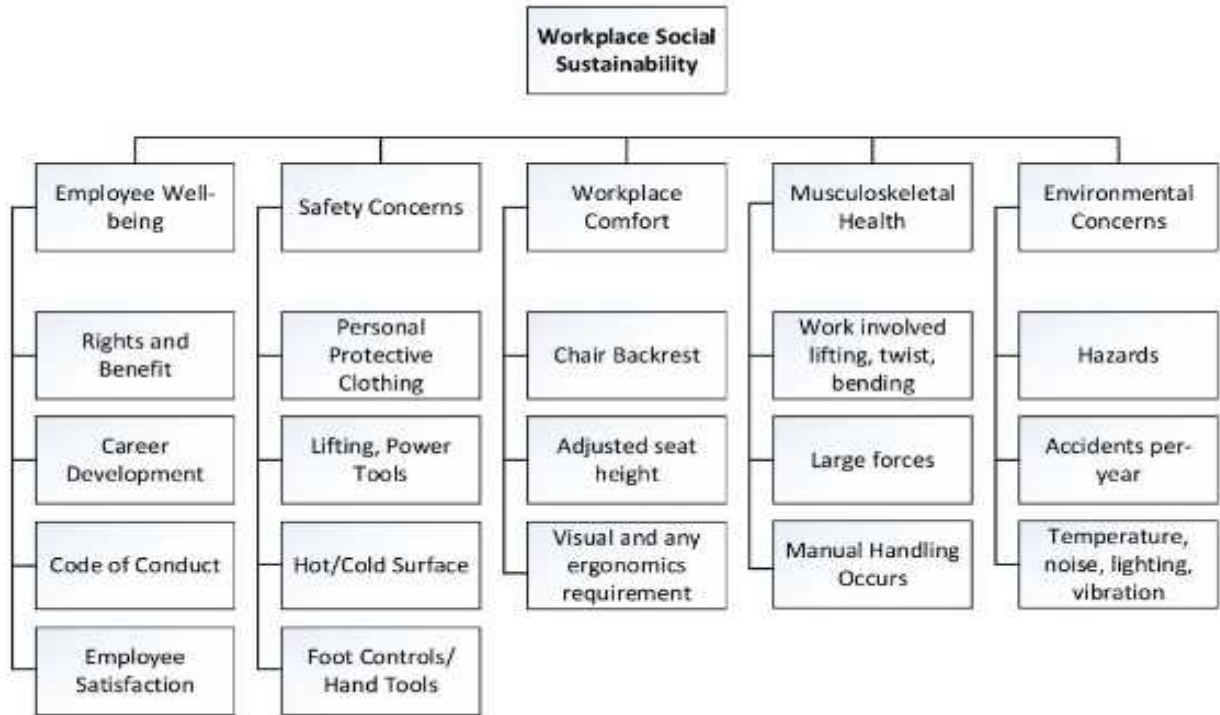 Workplace Social
Sustainability
Employee Well-
being
Safety Concerns
Workplace
Comfort
Musculoskeletal
Health
Environmental
Concerns
Rights and
Benefit
Personal
Protective
Clothing
Chair Backrest
Work involved
lifting, twist,
bending
Hazards
Career
Development
Lifting, Power
Tools
Adjusted seat
height
Large forces
Accidents per-
year
Code of Conduct
Hot/Cold Surface
Visual and any
ergonomics
requirement
Manual Handling
Occurs
Temperature,
noise, lighting,
vibration
Employee
Satisfaction
Foot Controls/
Hand Tools